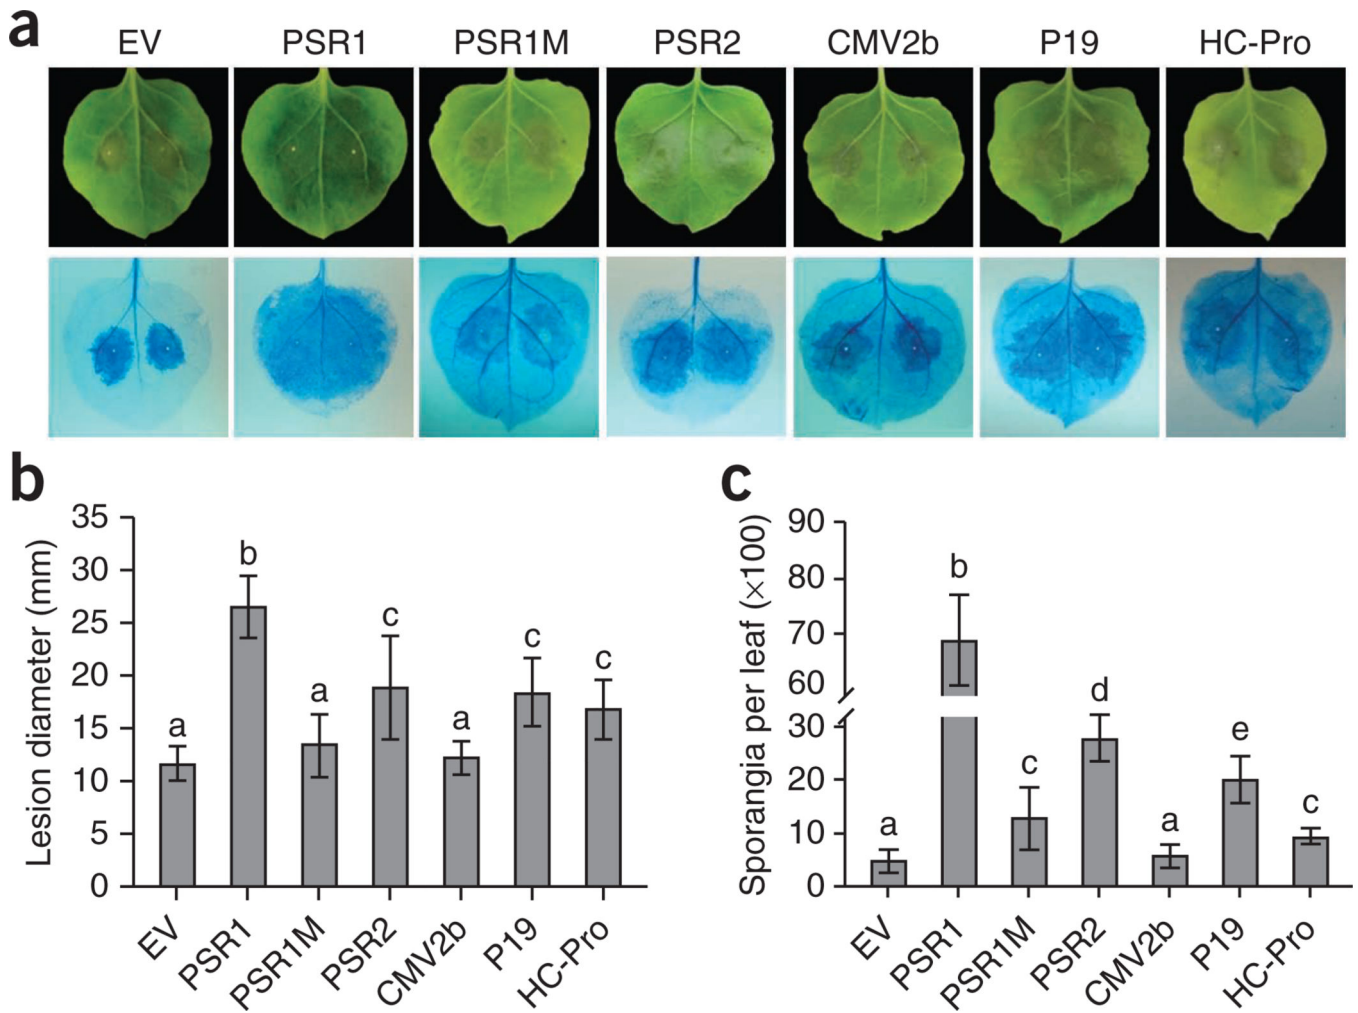 a
EV PSR1 PSR1M PSR2 CMV2b P19 HC-Pro
b
Lesion diameter (mm)
35
30
25
20
15
10
5
0
a
b
a
c
a
c
c
EV PSR1 PSR1M PSR2 CMV2b P19 HC-Pro
c
Sporangia per leaf (×100)
90
80
70
60
30
20
10
0
a
b
c
d
a
e
c
EV PSR1 PSR1M PSR2 CMV2b P19 HC-Pro